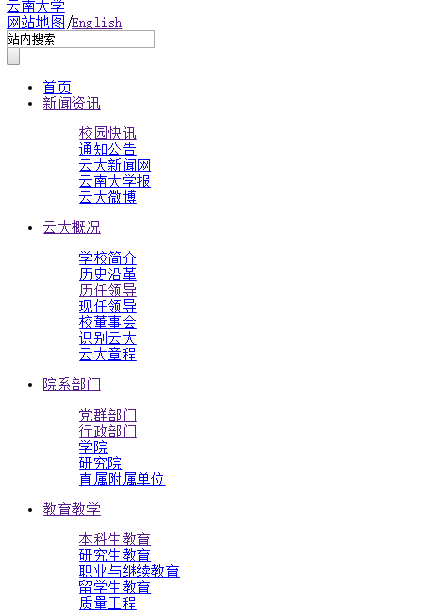 云南大学
网站地图/English
站内搜索
首页
新闻资讯
校园快讯
通知公告
云大新闻网
云南大学报
云大微博
云大概况
学校简介
历史沿革
历任领导
现任领导
校董事会
识别云大
云大章程
院系部门
党群部门
行政部门
学院
研究院
直属附属单位
教育教学
本科生教育
研究生教育
职业与继续教育
留学生教育
质量工程